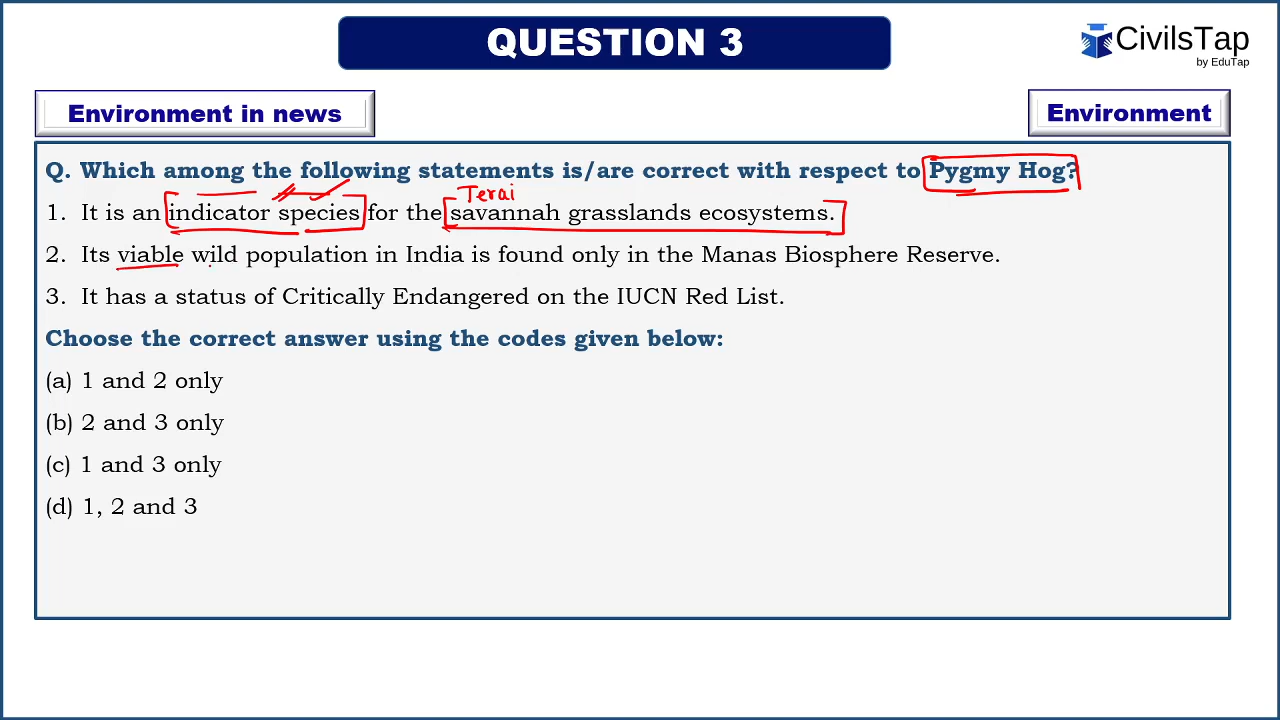 QUESTION 3
CivilsTap
by EduTap
Environment in news
Environment
Q. Which among the following statements is/are correct with respect to Pygmy Hog?
Terai
1. It is an indicator species for the savannah grasslands ecosystems.
2. Its viable wild population in India is found only in the Manas Biosphere Reserve.
3. It has a status of Critically Endangered on the IUCN Red List.
Choose the correct answer using the codes given below:
(a) 1 and 2 only
(b) 2 and 3 only
(c) 1 and 3 only
(d) 1, 2 and 3